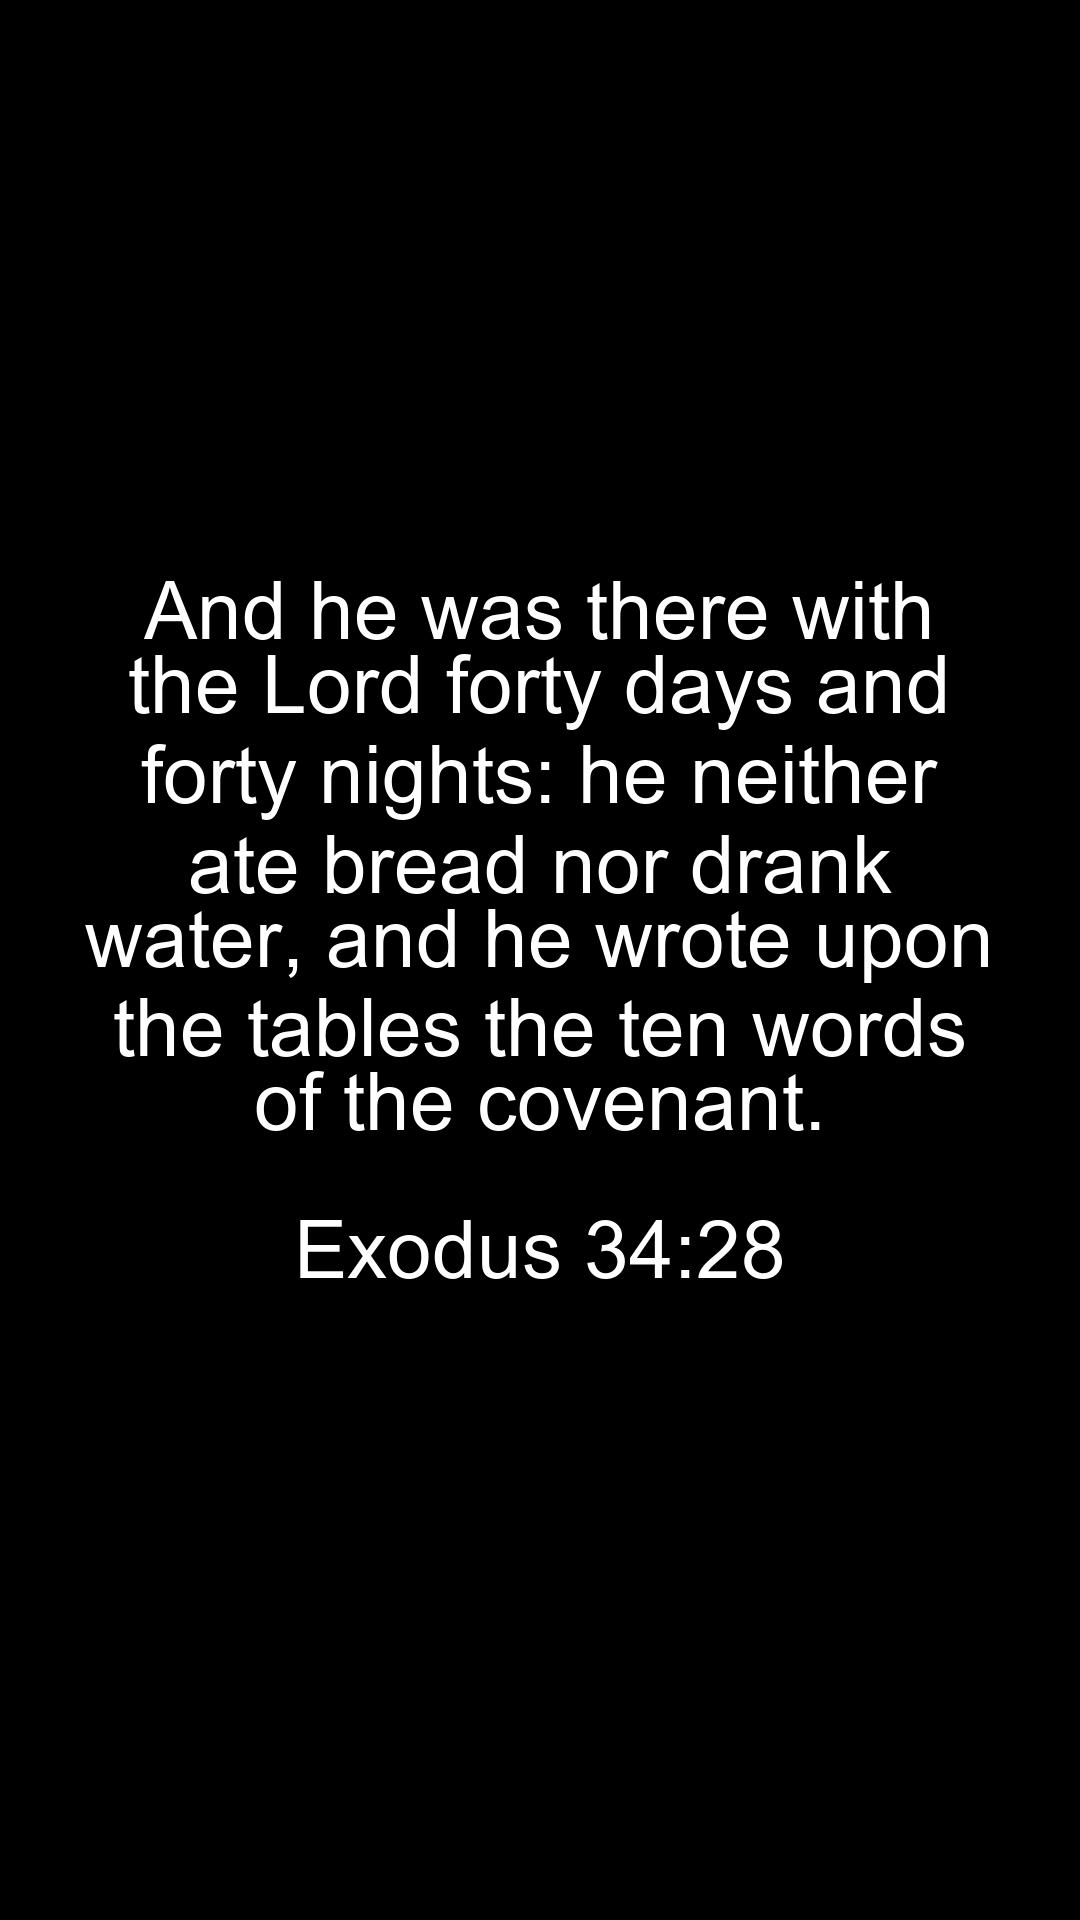 And he was there with
the Lord forty days and
forty nights: he neither
ate bread nor drank
water, and he wrote upon
the tables the ten words
of the covenant.
Exodus 34:28